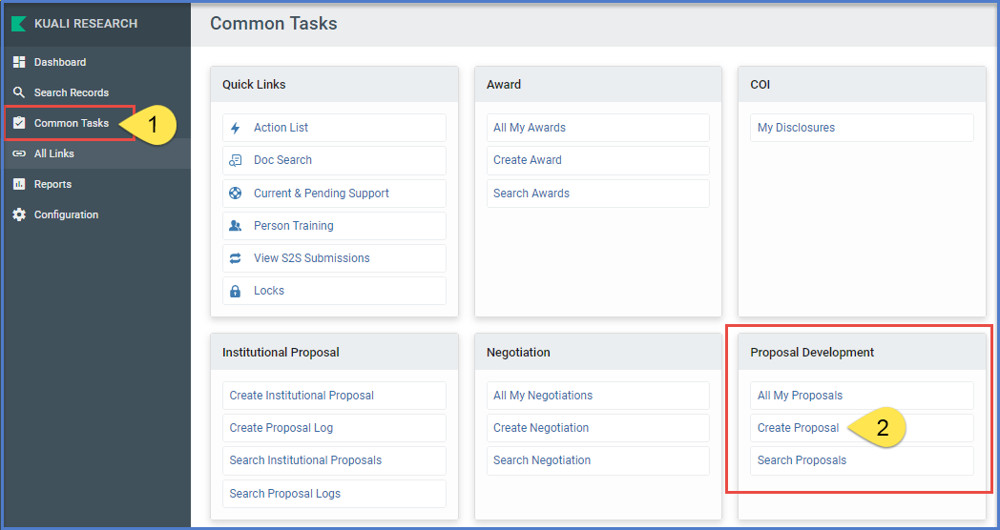 KUALI RESEARCH
Common Tasks
Dashboard
Search Records
Common Tasks
1
All Links
Reports
Configuration
Quick Links
Action List
Doc Search
Current & Pending Support
Person Training
View S2S Submissions
Locks
Award
All My Awards
Create Award
Search Awards
COI
My Disclosures
Institutional Proposal
Create Institutional Proposal
Create Proposal Log
Search Institutional Proposals
Search Proposal Logs
Negotiation
All My Negotiations
Create Negotiation
Search Negotiation
Proposal Development
All My Proposals
Create Proposal
2
Search Proposals